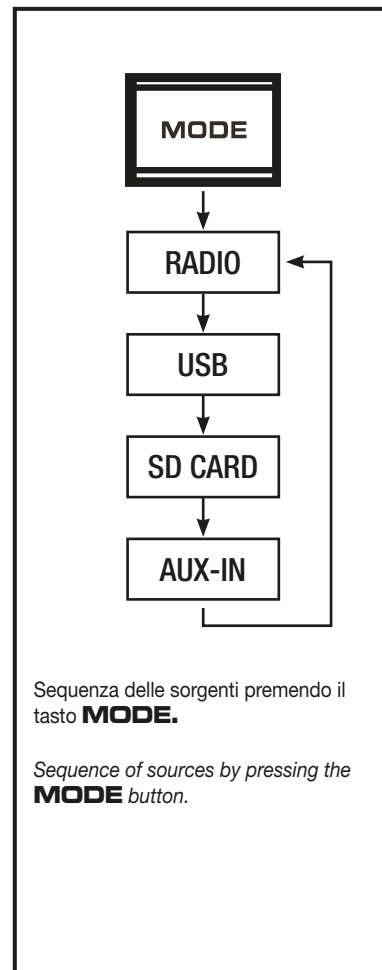 MODE
RADIO
USB
SD CARD
AUX-IN
Sequenza delle sorgenti premendo il
tasto MODE.
Sequence of sources by pressing the
MODE button.